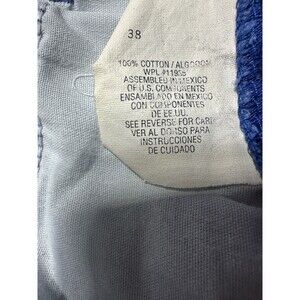 38
100% COTTON / ALGODON
WPL #11955
ASSEMBLED IN MEXICO
OF U.S. COMPONENTS
ENSAMBLADO EN MEXICO
CON COMPONENTES
DE EE.UU.
SEE REVERSE FOR CARE
VER AL DORSO PARA
INSTRUCCIONES
DE CUIDADO